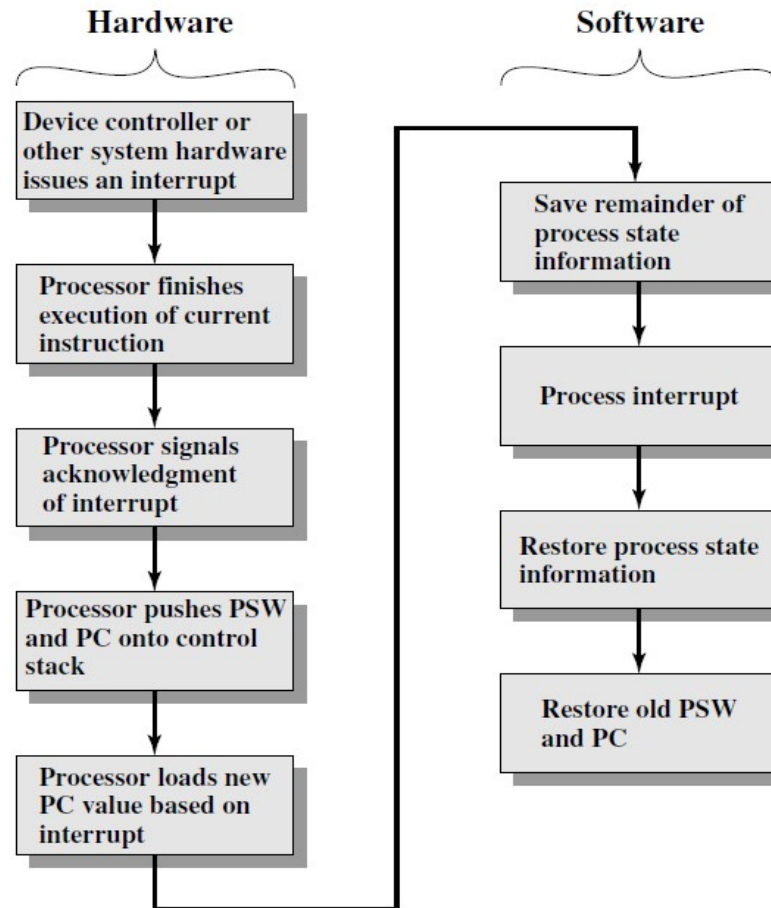 Hardware
Device controller or
other system hardware
issues an interrupt
Processor finishes
execution of current
instruction
Processor signals
acknowledgment
of interrupt
Processor pushes PSW
and PC onto control
stack
Processor loads new
PC value based on
interrupt
Software
Save remainder of
process state
information
Process interrupt
Restore process state
information
Restore old PSW
and PC